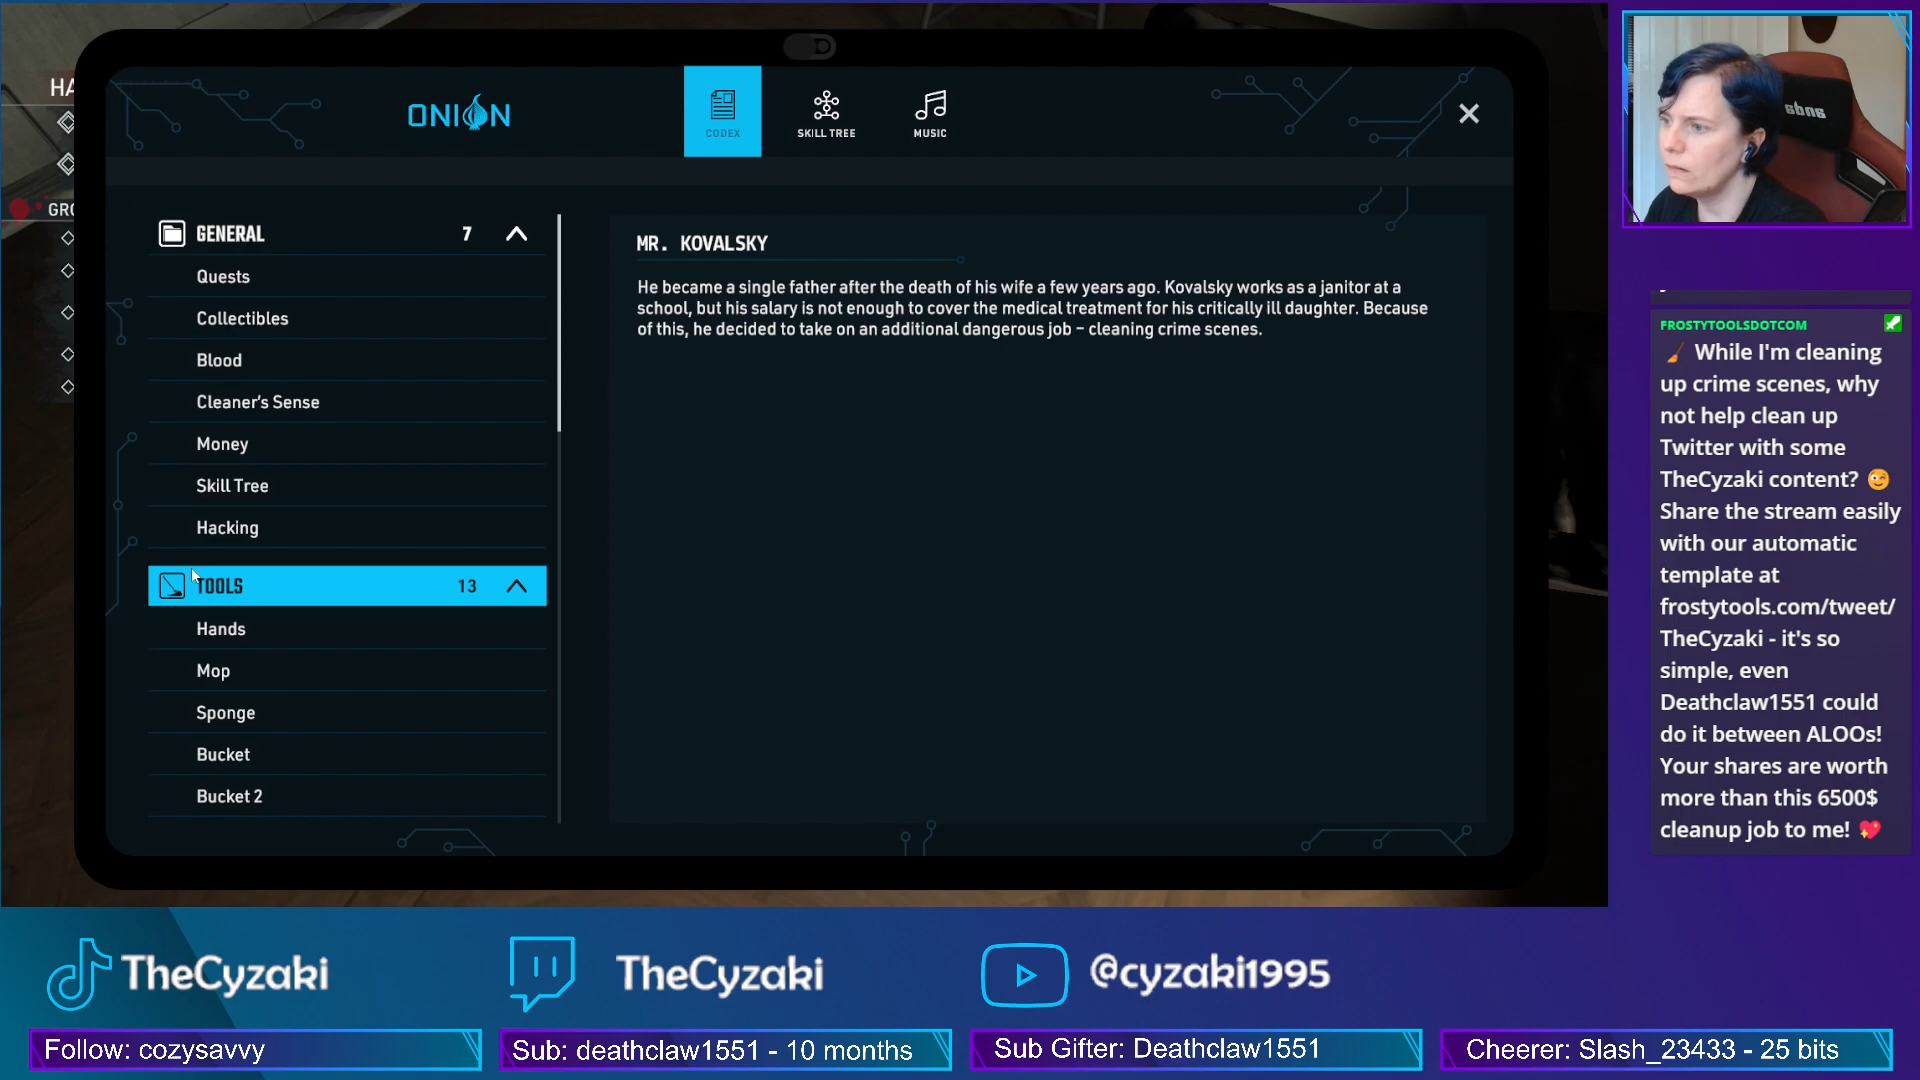 HA
GRO
ONION
CODEX
SKILL TREE
MUSIC
GENERAL 7
Quests
Collectibles
Blood
Cleaner's Sense
Money
Skill Tree
Hacking
TOOLS 13
Hands
Mop
Sponge
Bucket
Bucket 2
MR. KOVALSKY
He became a single father after the death of his wife a few years ago. Kovalsky works as a janitor at a
school, but his salary is not enough to cover the medical treatment for his critically ill daughter. Because
of this, he decided to take on an additional dangerous job – cleaning crime scenes.
anda
FROSTYTOOLSDOTCOM
🧹 While I'm cleaning
up crime scenes, why
not help clean up
Twitter with some
TheCyzaki content? 😉
Share the stream easily
with our automatic
template at
frostytools.com/tweet/
TheCyzaki - it's so
simple, even
Deathclaw1551 could
do it between ALOOs!
Your shares are worth
more than this 6500$
cleanup job to me! 💖
TheCyzaki
TheCyzaki
@cyzaki1995
Follow: cozysavvy
Sub: deathclaw1551 - 10 months
Sub Gifter: Deathclaw1551
Cheerer: Slash_23433 - 25 bits